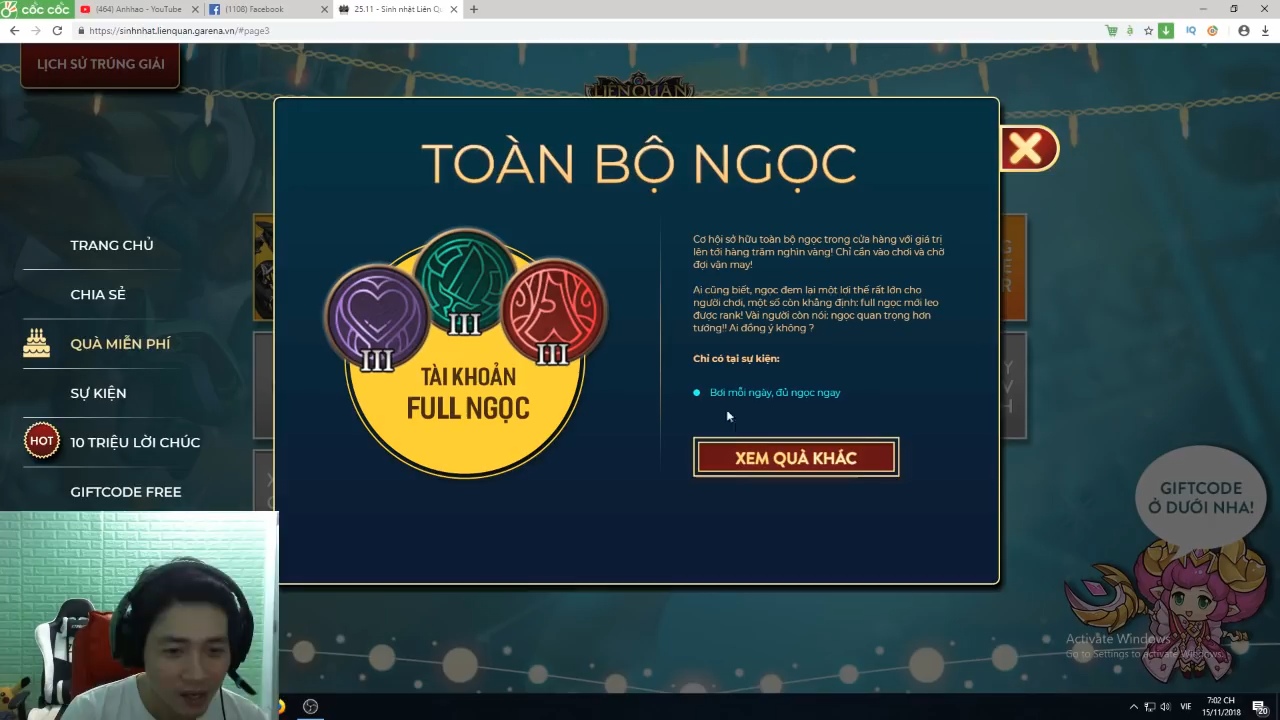 cốc cốc
(464) Anhhao - YouTube
(1108) Facebook
25.11 - Sinh nhật Liên Qu
https://sinhnhat.lienquan.garena.vn/#page3
LỊCH SỬ TRÚNG GIẢI
LIÊN QUÂN
TOÀN BỘ NGỌC
TRANG CHỦ
CHIA SẺ
QUÀ MIỄN PHÍ
SỰ KIỆN
HOT
10 TRIỆU LỜI CHÚC
GIFTCODE FREE
III
III
III
TÀI KHOẢN
FULL NGỌC
Cơ hội sở hữu toàn bộ ngọc trong cửa hàng với giá trị
lên tới hàng trăm nghìn vàng! Chỉ cần vào chơi và chờ
đợi vận may!
Ai cũng biết, ngọc đem lại một lợi thế rất lớn cho
người chơi, một số còn khẳng định: full ngọc mới leo
được rank! Vài người còn nói: ngọc quan trọng hơn
tướng!! Ai đồng ý không ?
Chỉ có tại sự kiện:
Bơi mỗi ngày, đủ ngọc ngay
XEM QUÀ KHÁC
GIFTCODE
Ở DƯỚI NHA!
Activate Windows
Go to Settings to activate Windows.
VIE
7:02 CH
15/11/2018
20